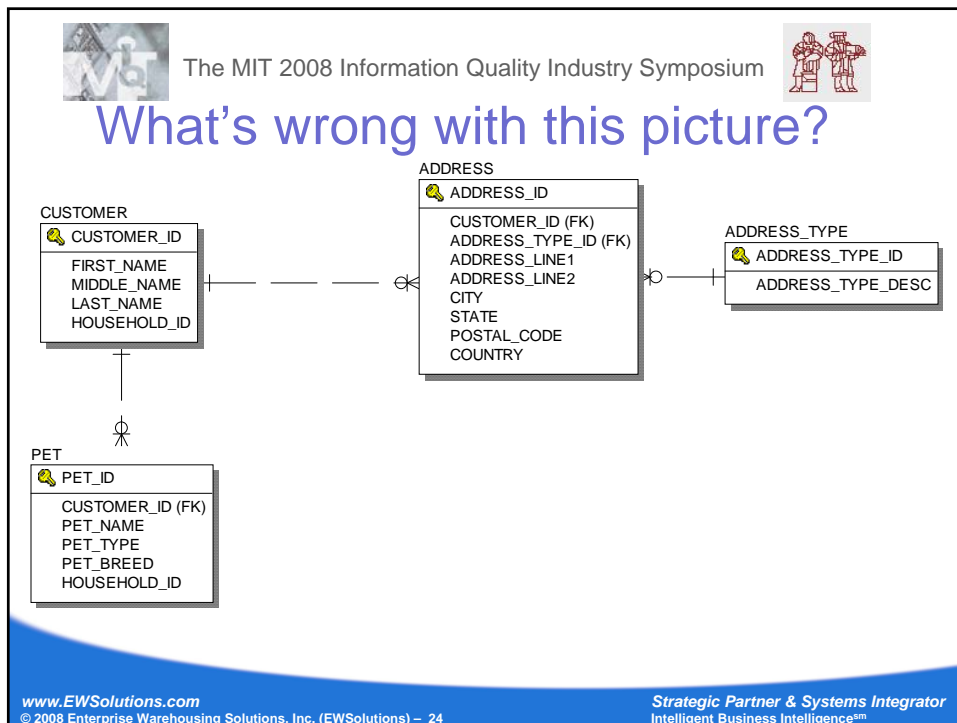 The MIT 2008 Information Quality Industry Symposium
What's wrong with this picture?
ADDRESS
ADDRESS_ID
CUSTOMER_ID (FK)
ADDRESS_TYPE_ID (FK)
ADDRESS_LINE1
ADDRESS_LINE2
CITY
STATE
POSTAL_CODE
COUNTRY
CUSTOMER
CUSTOMER_ID
FIRST_NAME
MIDDLE_NAME
LAST_NAME
HOUSEHOLD_ID
ADDRESS_TYPE
ADDRESS_TYPE_ID
ADDRESS_TYPE_DESC
PET
PET_ID
CUSTOMER_ID (FK)
PET_NAME
PET_TYPE
PET_BREED
HOUSEHOLD_ID
www.EWSolutions.com
Strategic Partner & Systems Integrator
© 2008 Enterprise Warehousing Solutions, Inc. (EWSolutions) – 24
Intelligent Business Intelligence℠